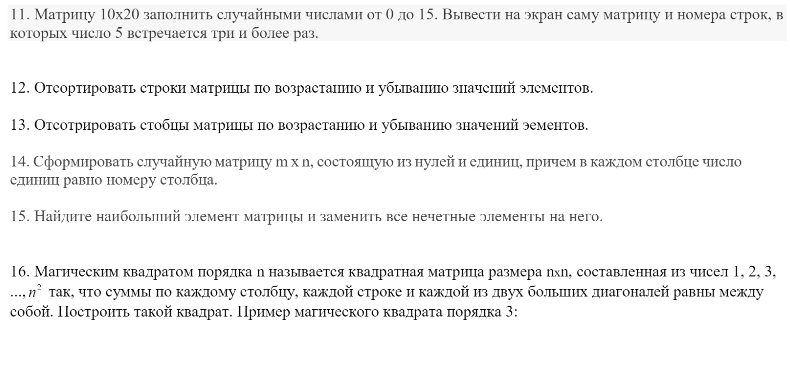 11. Матрицу 10x20 заполнить случайными числами от 0 до 15. Вывести на экран саму матрицу и номера строк, в
которых число 5 встречается три и более раз.
12. Отсортировать строки матрицы по возрастанию и убыванию значений элементов.
13. Отсотрировать стобцы матрицы по возрастанию и убыванию значений эементов.
14. Сформировать случайную матрицу m x n, состоящую из нулей и единиц, причем в каждом столбце число
единиц равно номеру столбца.
15. Найдите наибольший элемент матрицы и заменить все нечетные элементы на него.
16. Магическим квадратом порядка n называется квадратная матрица размера nxn, составленная из чисел 1, 2, 3,
..., n² так, что суммы по каждому столбцу, каждой строке и каждой из двух больших диагоналей равны между
собой. Построить такой квадрат. Пример магического квадрата порядка 3: